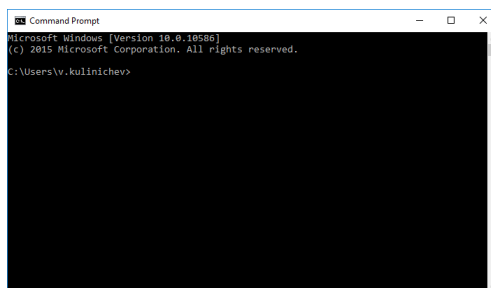 Command Prompt
Microsoft Windows [Version 10.0.10586]
(c) 2015 Microsoft Corporation. All rights reserved.
C:\Users\v.kulinichev>